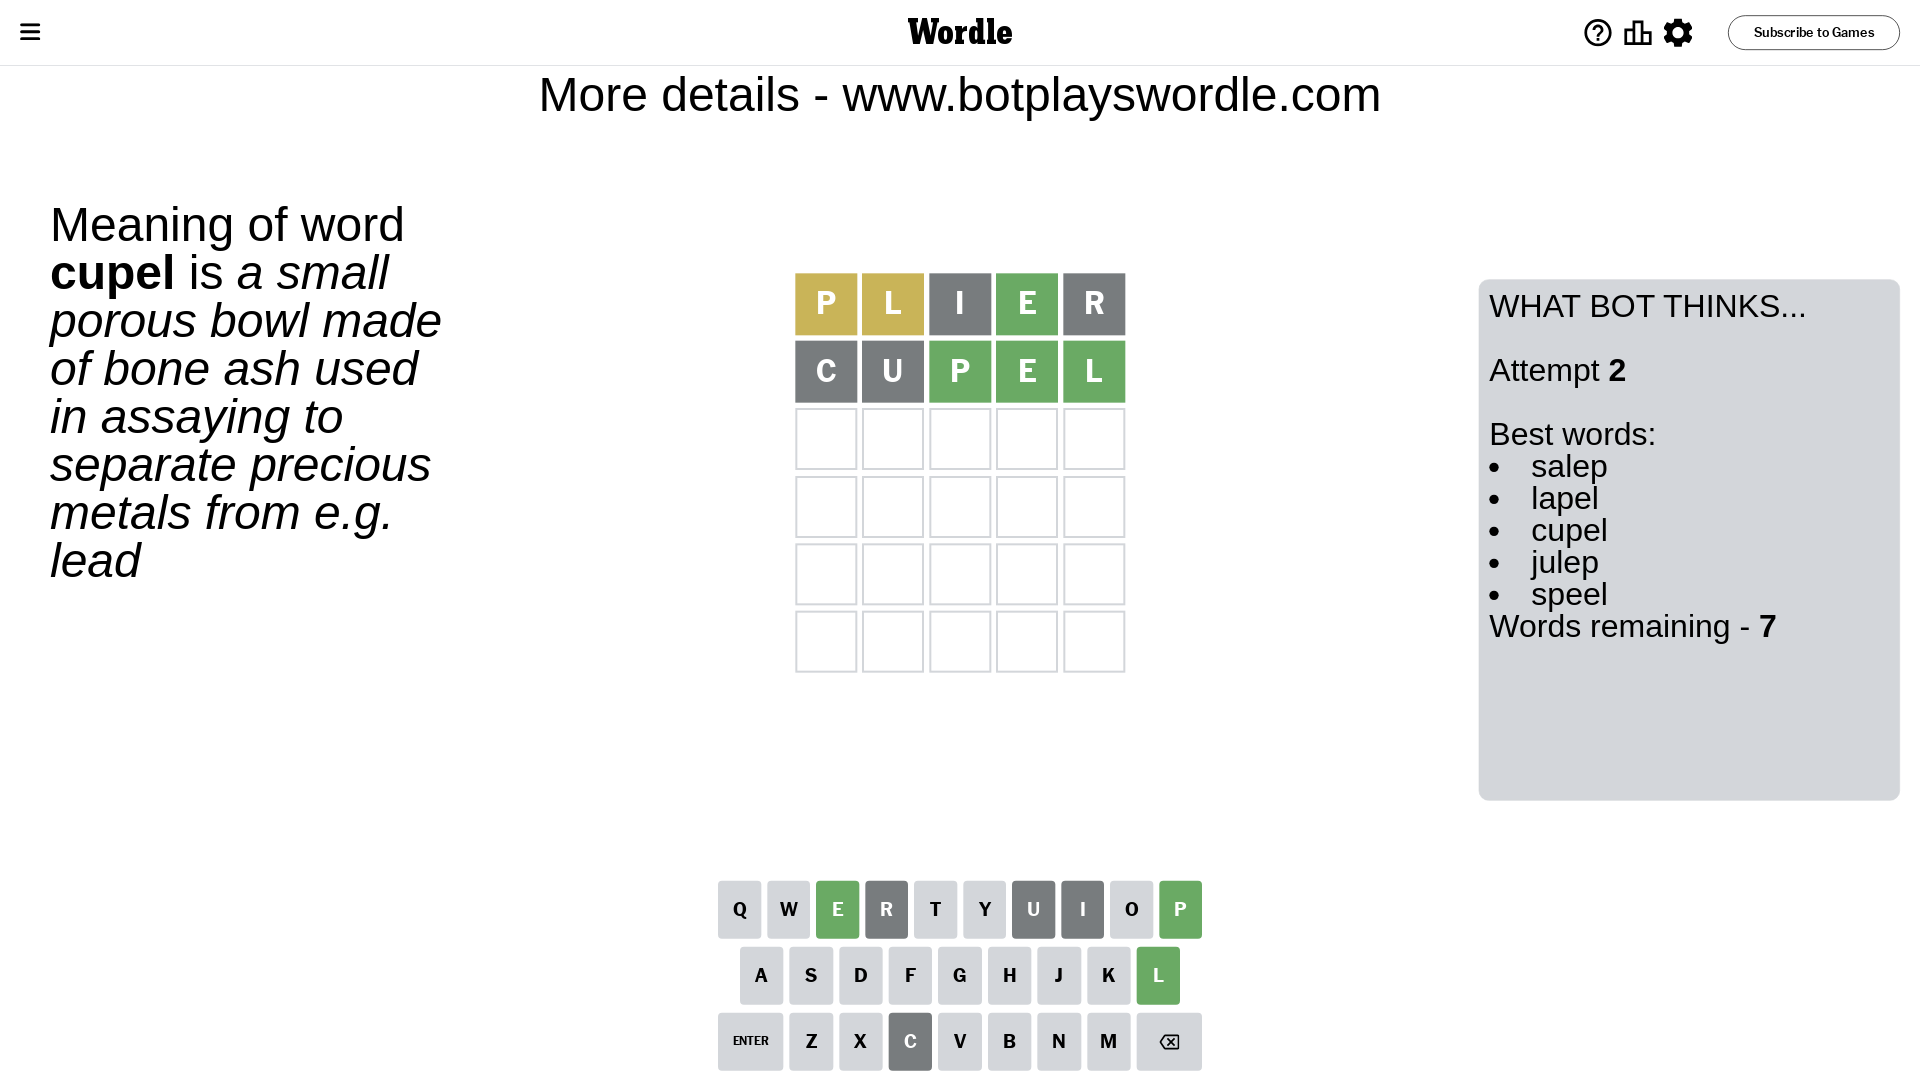 Wordle
Subscribe to Games
More details - www.botplayswordle.com
Meaning of word
cupel is a small
porous bowl made
of bone ash used
in assaying to
separate precious
metals from e.g.
lead
P L I E R
C U P E L
WHAT BOT THINKS...
Attempt 2
Best words:
• salep
• lapel
• cupel
• julep
• speel
Words remaining - 7
Q W E R T Y U I O P
A S D F G H J K L
ENTER Z X C V B N M